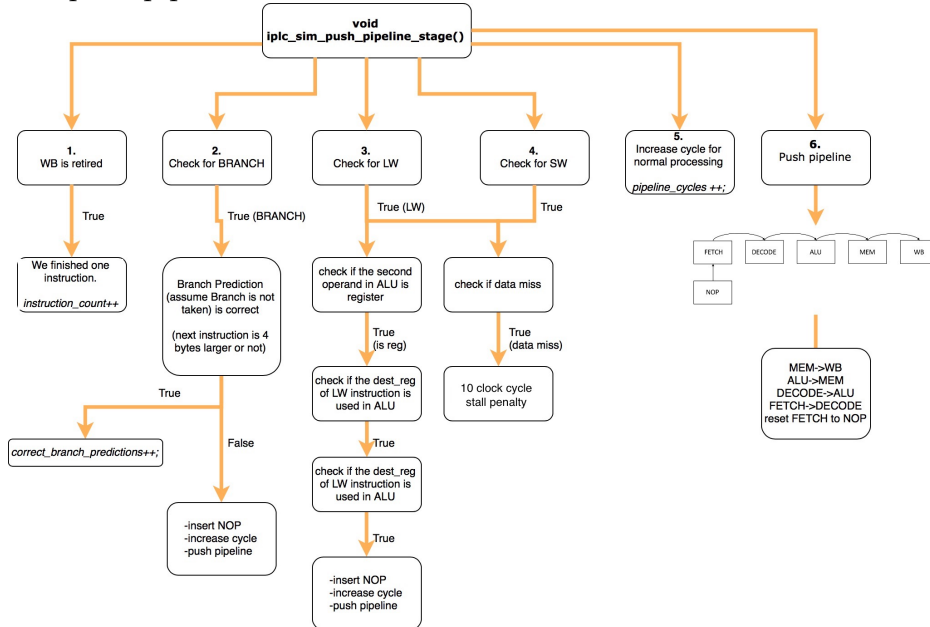 void
iplc_sim_push_pipeline_stage()
1.
WB is retired
2.
Check for BRANCH
3.
Check for LW
4.
Check for SW
5.
Increase cycle for
normal processing
pipeline_cycles ++;
6.
Push pipeline
True
True (BRANCH)
True (LW)
True
We finished one
instruction.
instruction_count++
Branch Prediction
(assume Branch is not
taken) is correct
(next instruction is 4
bytes larger or not)
check if the second
operand in ALU is
register
check if data miss
FETCH
DECODE
ALU
MEM
WB
NOP
True
(is reg)
True
(data miss)
check if the dest_reg
of LW instruction is
used in ALU
10 clock cycle
stall penalty
MEM->WB
ALU->MEM
DECODE->ALU
FETCH->DECODE
reset FETCH to NOP
True
correct_branch_predictions++;
False
True
check if the dest_reg
of LW instruction is
used in ALU
-insert NOP
-increase cycle
-push pipeline
True
-insert NOP
-increase cycle
-push pipeline